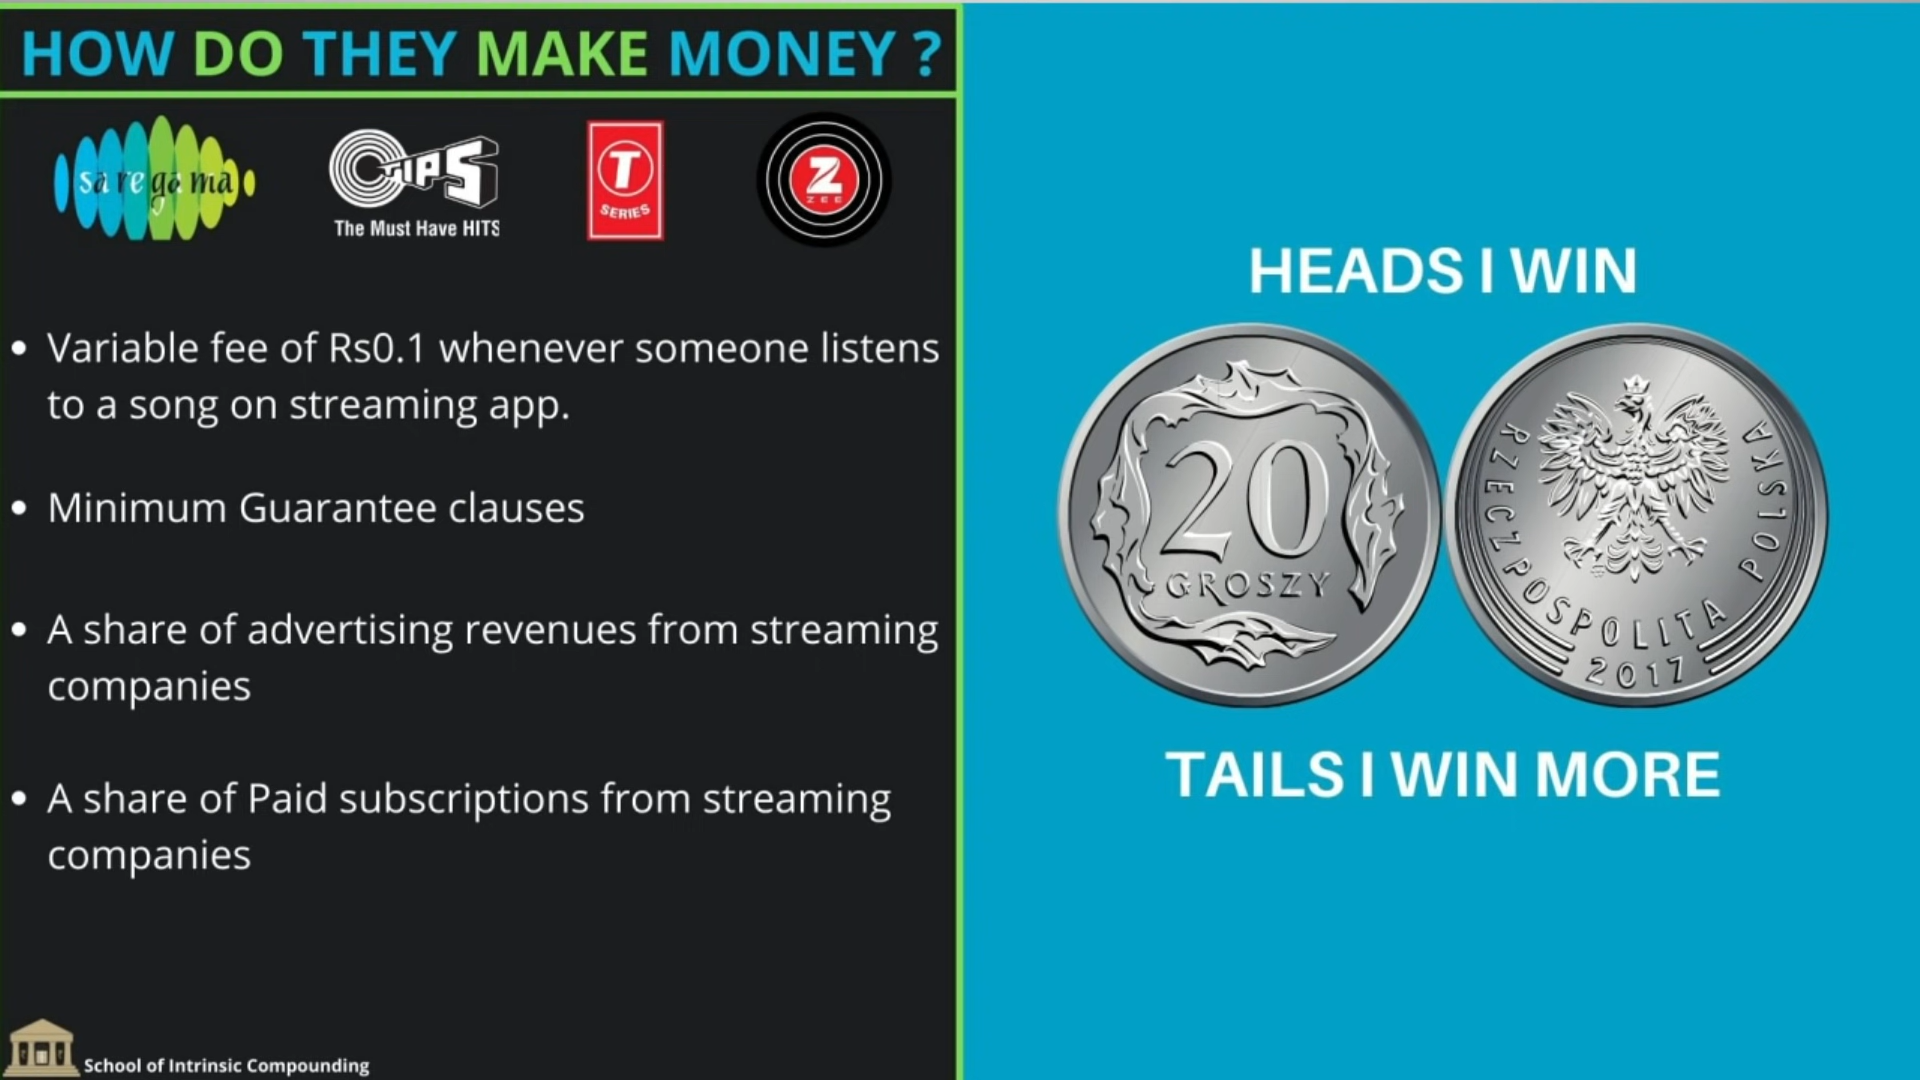 HOW DO THEY MAKE MONEY ?
sa re ga ma
TIPS
The Must Have HITS
T
SERIES
Z
ZEE
• Variable fee of Rs0.1 whenever someone listens
to a song on streaming app.
• Minimum Guarantee clauses
• A share of advertising revenues from streaming
companies
• A share of Paid subscriptions from streaming
companies
School of Intrinsic Compounding
HEADS I WIN
20
GROSZY
RZECZPOSPOLITA POLSKA
2017
TAILS I WIN MORE